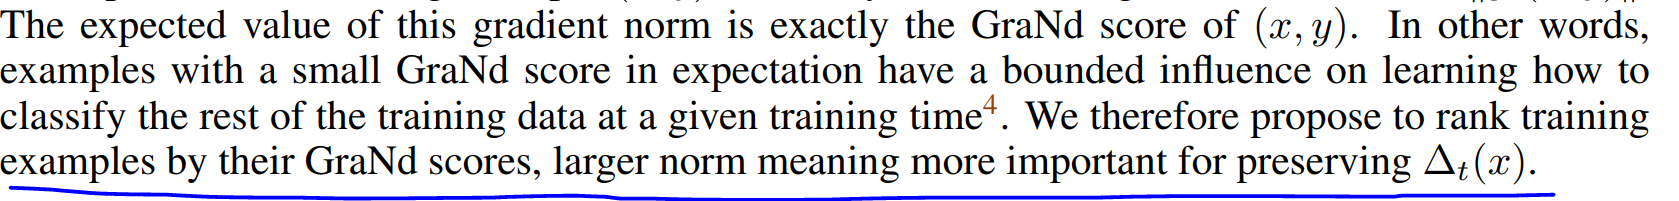 The expected value of this gradient norm is exactly the GraNd score of (x, y). In other words,
examples with a small GraNd score in expectation have a bounded influence on learning how to
classify the rest of the training data at a given training time⁴. We therefore propose to rank training
examples by their GraNd scores, larger norm meaning more important for preserving Δₜ(x).